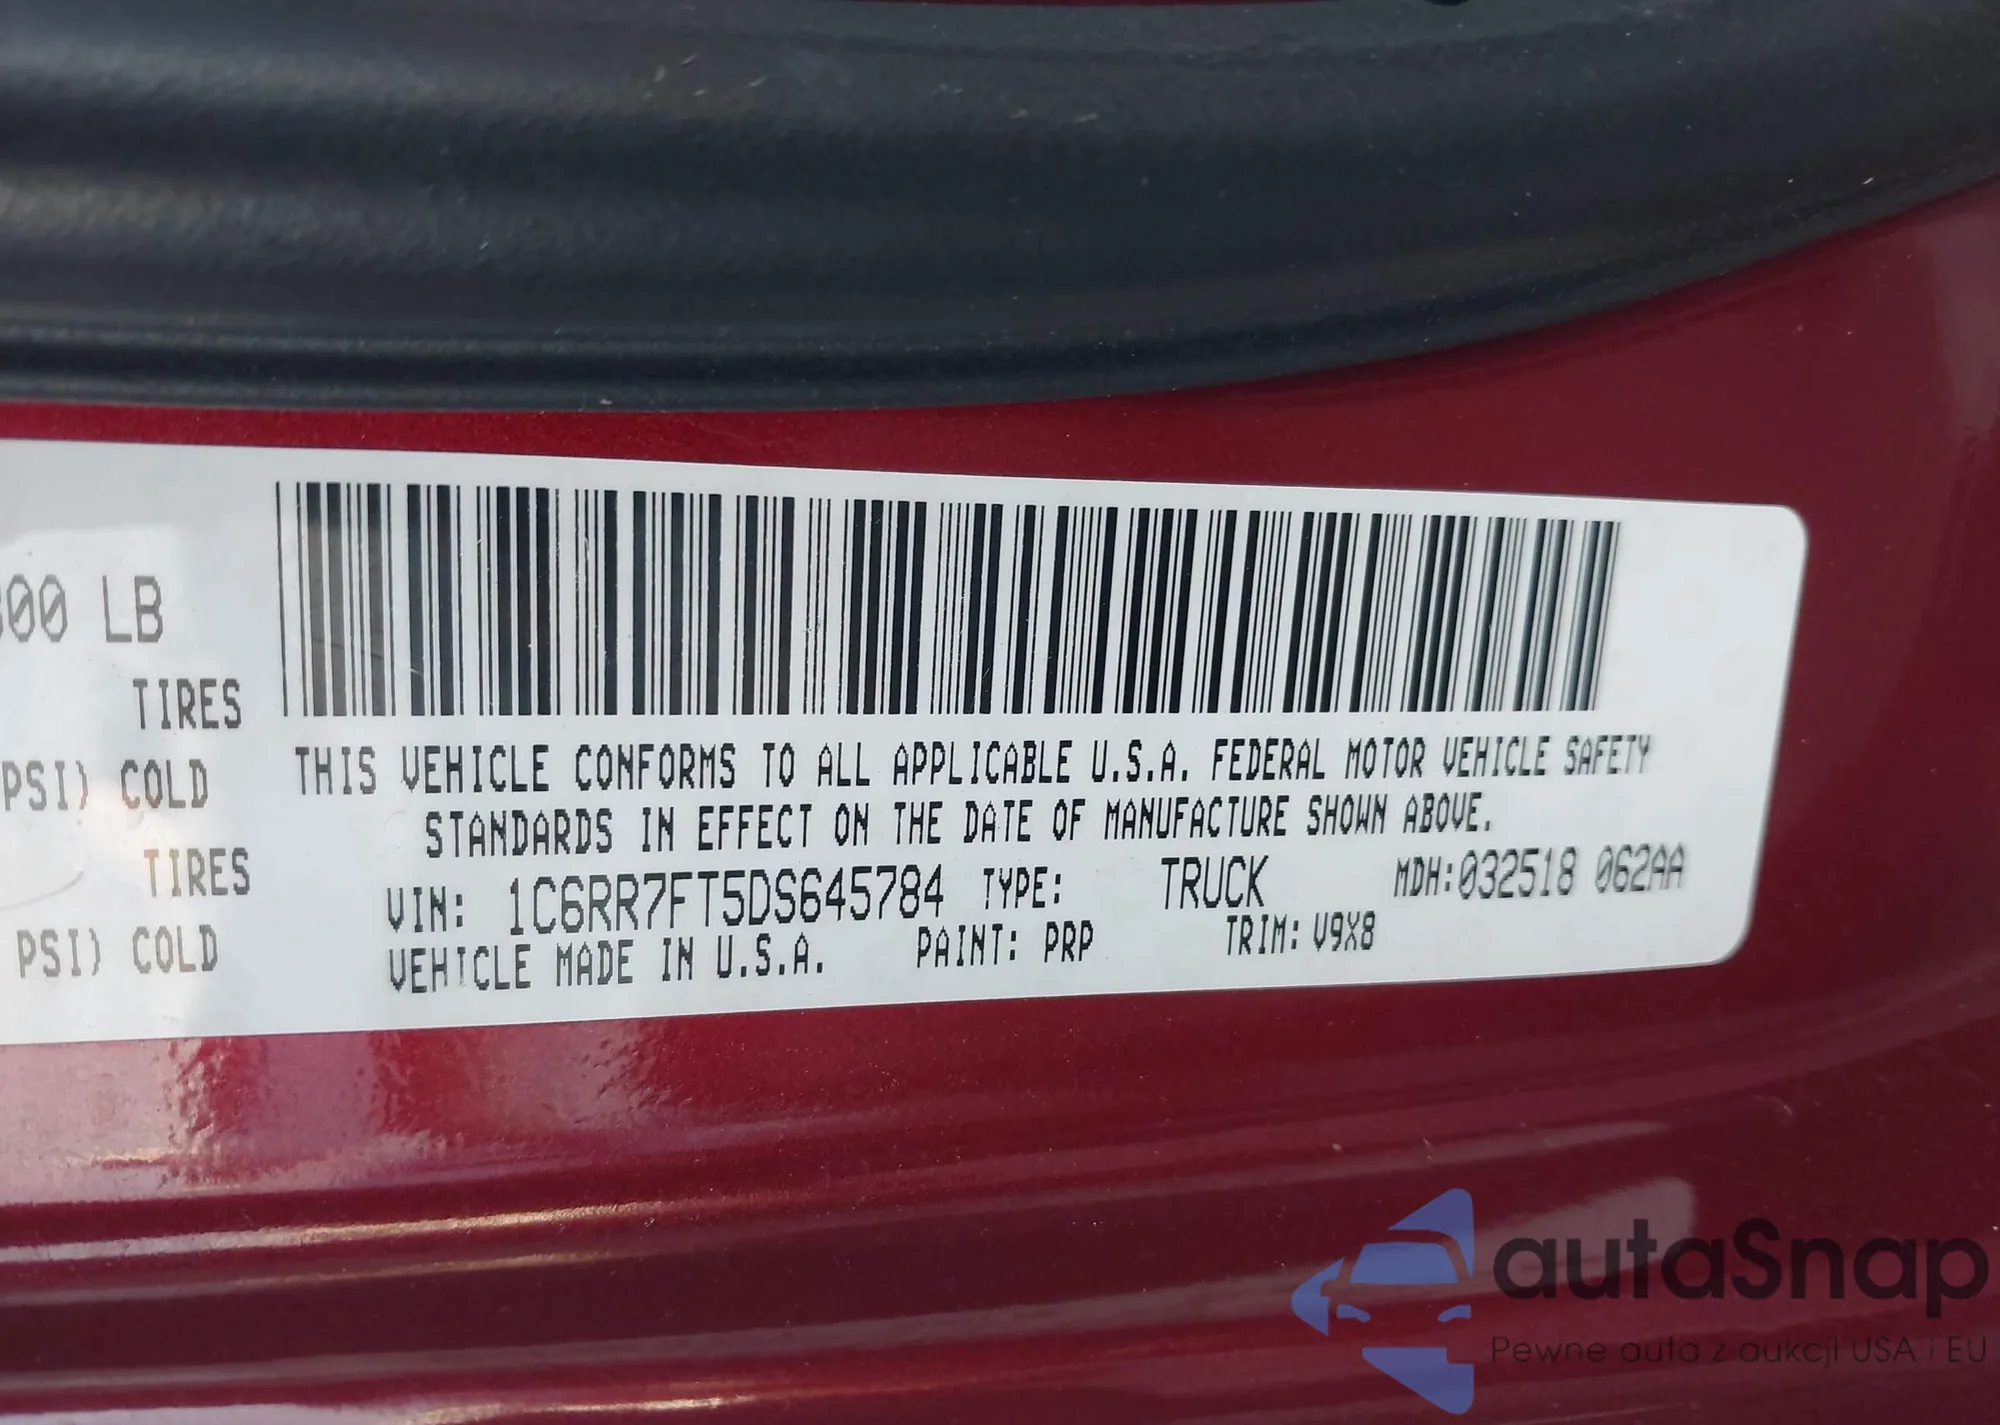 00 LB
TIRES
PSI) COLD
TIRES
PSI) COLD
THIS VEHICLE CONFORMS TO ALL APPLICABLE U.S.A. FEDERAL MOTOR VEHICLE SAFETY
STANDARDS IN EFFECT ON THE DATE OF MANUFACTURE SHOWN ABOVE.
VIN: 1C6RR7FT5DS645784 TYPE: TRUCK MDH:032518 062AA
VEHICLE MADE IN U.S.A. PAINT: PRP TRIM: V9X8
autaSnap
Pewne auta z aukcji USA i EU